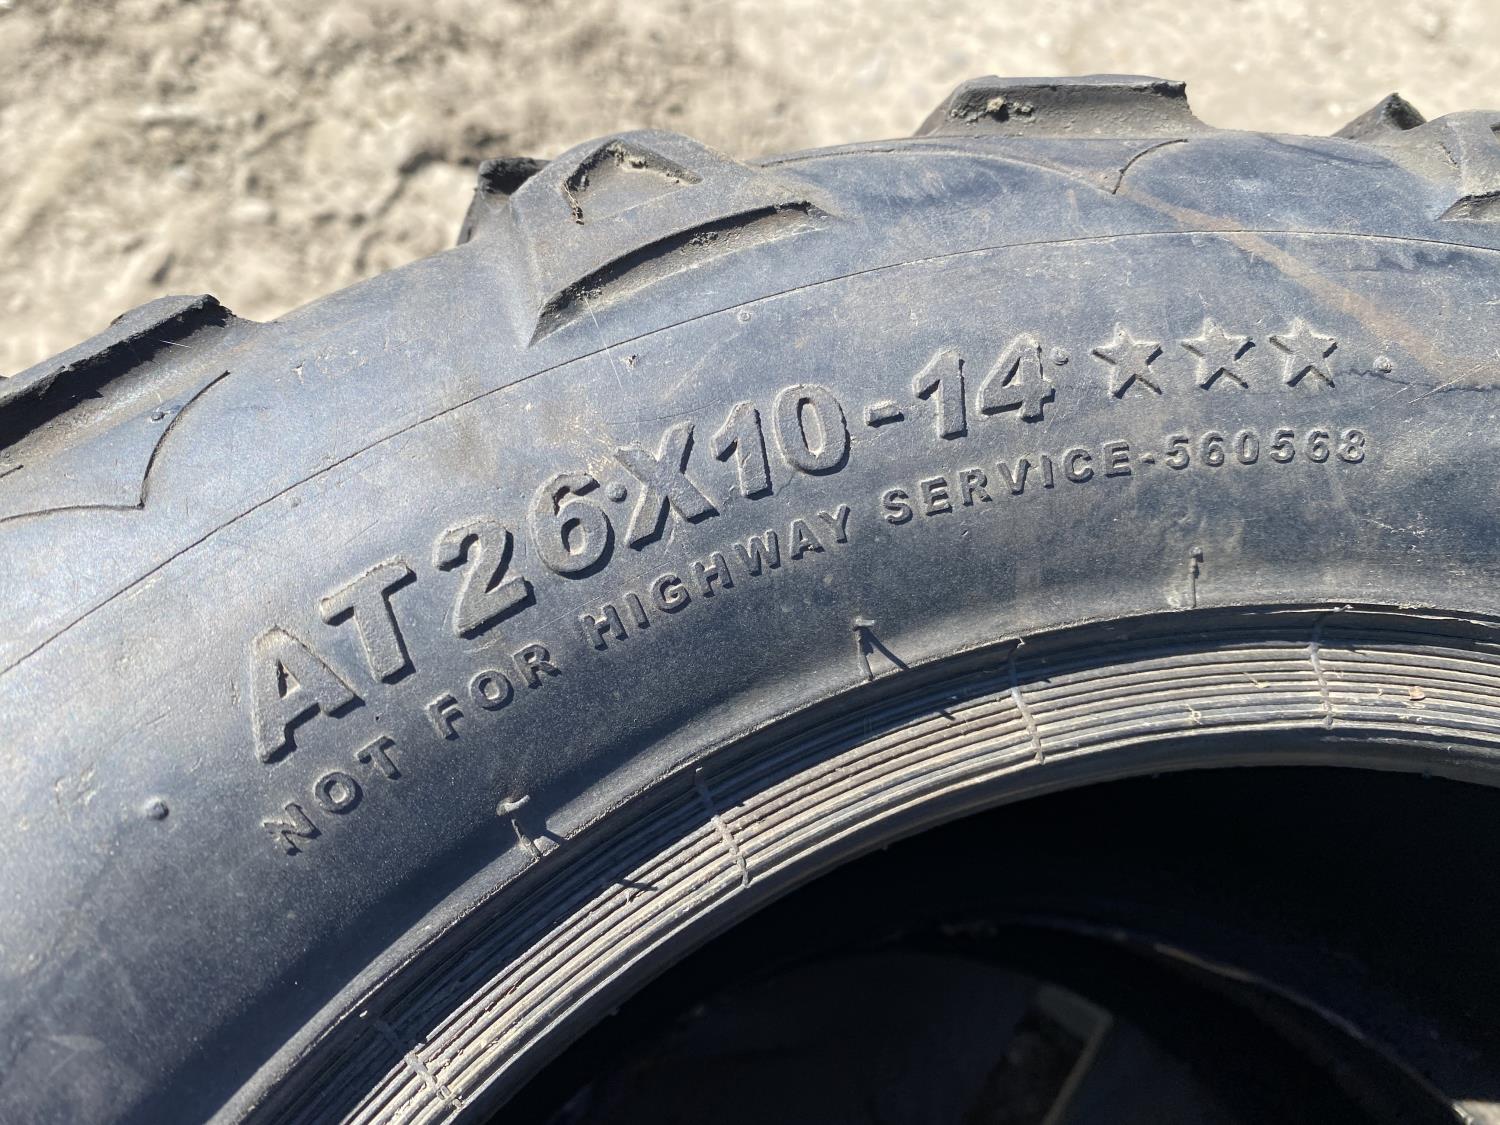 AT26X10-14 ★★★
NOT FOR HIGHWAY SERVICE-560568